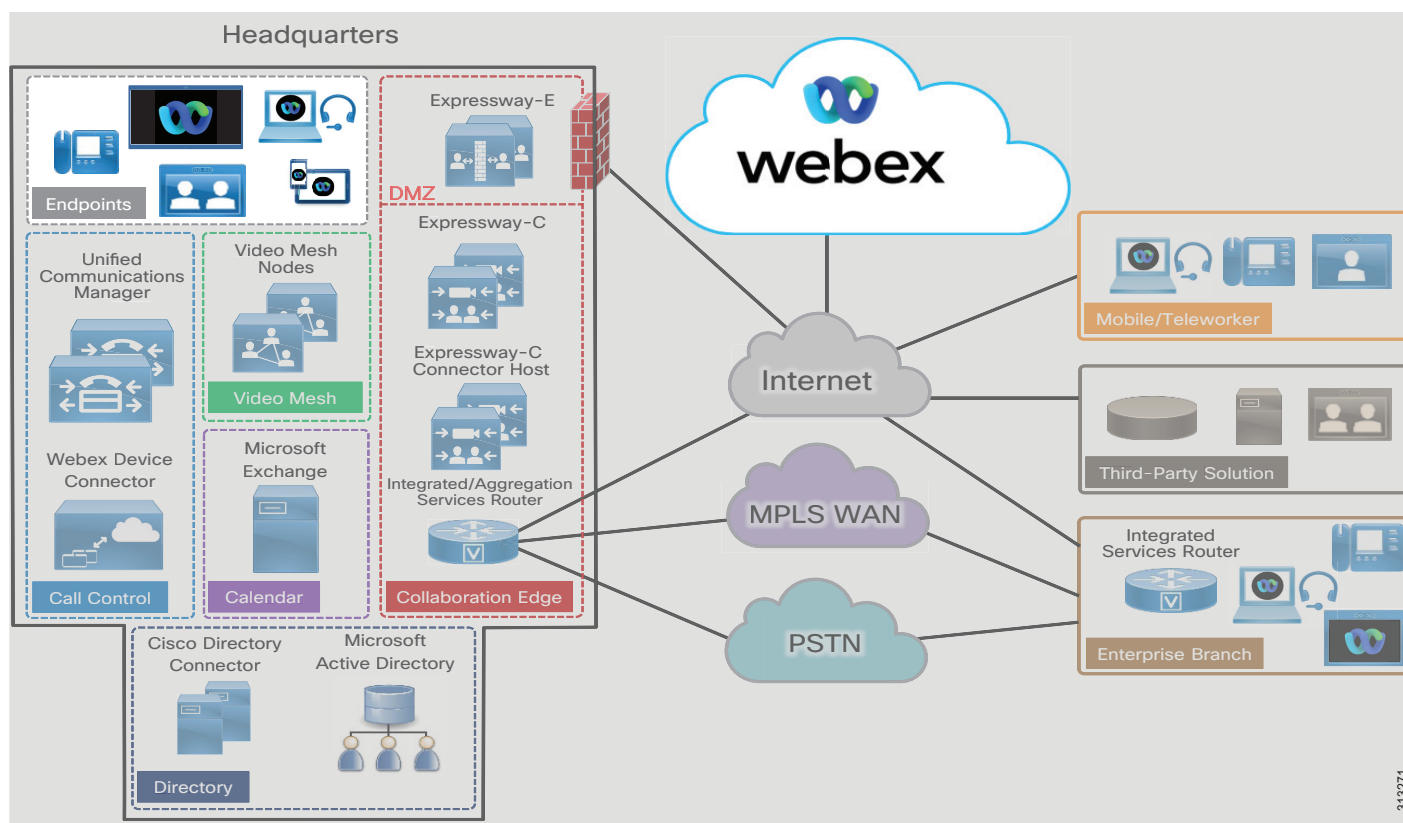 Headquarters
Endpoints
Expressway-E
DMZ
Expressway-C
Expressway-C
Connector Host
Integrated/Aggregation
Services Router
V
Collaboration Edge
Unified
Communications
Manager
Webex Device
Connector
Call Control
Video Mesh
Nodes
Video Mesh
Microsoft
Exchange
Calendar
Cisco Directory
Connector
Microsoft
Active Directory
Directory
webex
Internet
MPLS WAN
PSTN
Mobile/Teleworker
Third-Party Solution
Integrated
Services Router
V
Enterprise Branch
313271